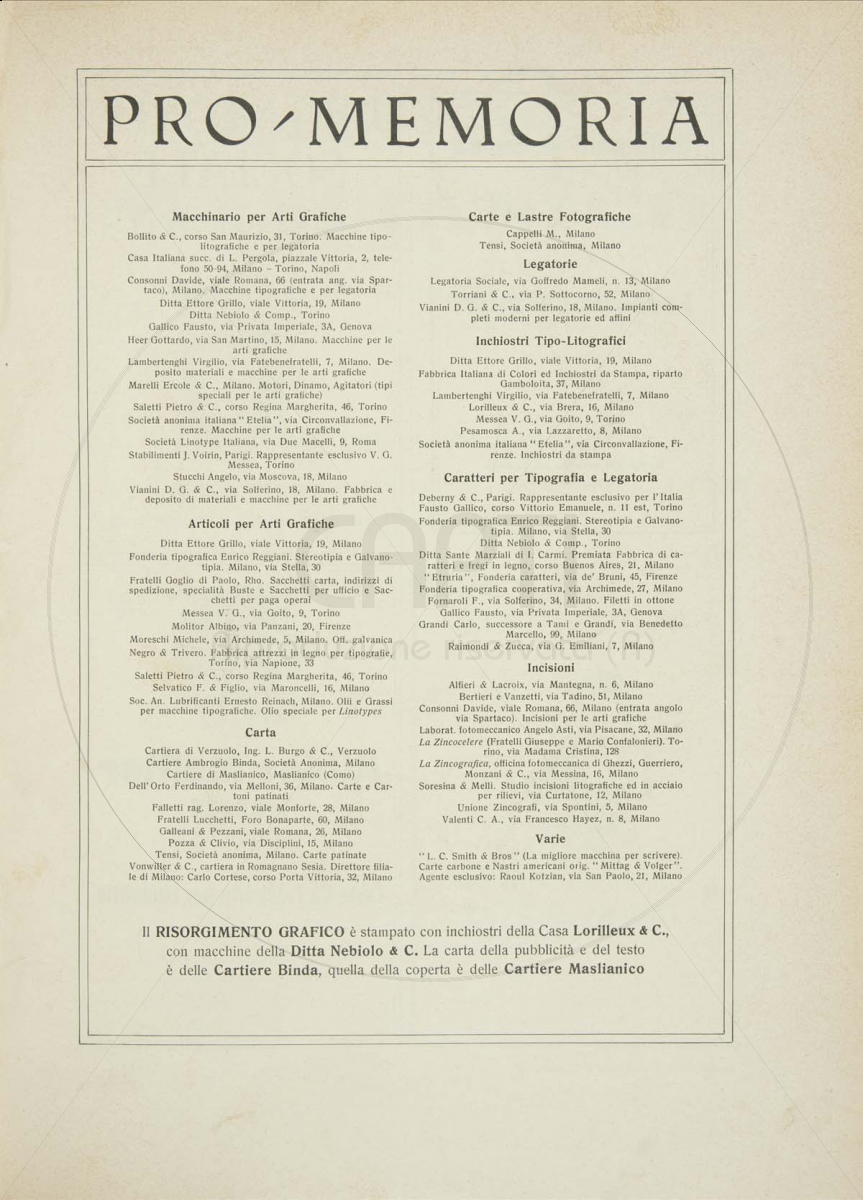 PRO-MEMORIA
Macchinario per Arti Grafiche
Bollito & C., corso San Maurizio, 31, Torino. Macchine tipo-
litografiche e per legatoria
Casa Italiana succ. di L. Pergola, piazzale Vittoria, 2, tele-
fono 50-94, Milano - Torino, Napoli
Consonni Davide, viale Romana, 66 (entrata ang. via Spar-
taco), Milano. Macchine tipografiche e per legatoria
Ditta Ettore Grillo, viale Vittoria, 19, Milano
Ditta Nebiolo & Comp., Torino
Gallico Fausto, via Privata Imperiale, 3A, Genova
Heer Gottardo, via San Martino, 15, Milano. Macchine per le
arti grafiche
Lambertenghi Virgilio, via Fatebenefratelli, 7, Milano. De-
posito materiali e macchine per le arti grafiche
Marelli Ercole & C., Milano. Motori, Dinamo, Agitatori (tipi
speciali per le arti grafiche)
Saletti Pietro & C., corso Regina Margherita, 46, Torino
Società anonima italiana "Etelia", via Circonvallazione, Fi-
renze. Macchine per le arti grafiche
Società Linotype Italiana, via Due Macelli, 9, Roma
Stabilimenti J. Voirin, Parigi. Rappresentante esclusivo V. G.
Messea, Torino
Stucchi Angelo, via Moscova, 18, Milano
Vianini D. G. & C., via Solferino, 18, Milano. Fabbrica e
deposito di materiali e macchine per le arti grafiche
Articoli per Arti Grafiche
Ditta Ettore Grillo, viale Vittoria, 19, Milano
Fonderia tipografica Enrico Reggiani. Stereotipia e Galvano-
tipia. Milano, via Stella, 30
Fratelli Goglio di Paolo, Rho. Sacchetti carta, indirizzi di
spedizione, specialità Buste e Sacchetti per ufficio e Sac-
chetti per paga operai
Messea V. G., via Goito, 9, Torino
Molitor Albino, via Panzani, 20, Firenze
Moreschi Michele, via Archimede, 5, Milano. Off. galvanica
Negro & Trivero. Fabbrica attrezzi in legno per tipografie,
Torino, via Napione, 33
Saletti Pietro & C., corso Regina Margherita, 46, Torino
Selvatico F. & Figlio, via Maroncelli, 16, Milano
Soc. An. Lubrificanti Ernesto Reinach, Milano. Olii e Grassi
per macchine tipografiche. Olio speciale per Linotypes
Carta
Cartiera di Verzuolo, Ing. L. Burgo & C., Verzuolo
Cartiere Ambrogio Binda, Società Anonima, Milano
Cartiere di Maslianico, Maslianico (Como)
Dell'Orto Ferdinando, via Melloni, 36, Milano. Carte e Car-
toni patinati
Falletti rag. Lorenzo, viale Monforte, 28, Milano
Fratelli Lucchetti, Foro Bonaparte, 60, Milano
Galleani & Pezzani, viale Romana, 26, Milano
Pozza & Clivio, via Disciplini, 15, Milano
Tensi, Società anonima, Milano. Carte patinate
Vonwiller & C., cartiera in Romagnano Sesia. Direttore filia-
le di Milano: Carlo Cortese, corso Porta Vittoria, 32, Milano
Carte e Lastre Fotografiche
Cappelli M., Milano
Tensi, Società anonima, Milano
Legatorie
Legatoria Sociale, via Goffredo Mameli, n. 13, Milano
Torriani & C., via P. Sottocorno, 52, Milano
Vianini D. G. & C., via Solferino, 18, Milano. Impianti com-
pleti moderni per legatorie ed affini
Inchiostri Tipo-Litografici
Ditta Ettore Grillo, viale Vittoria, 19, Milano
Fabbrica Italiana di Colori ed Inchiostri da Stampa, riparto
Gamboloita, 37, Milano
Lambertenghi Virgilio, via Fatebenefratelli, 7, Milano
Lorilleux & C., via Brera, 16, Milano
Messea V. G., via Goito, 9, Torino
Pesamosca A., via Lazzaretto, 8, Milano
Società anonima italiana "Etelia", via Circonvallazione, Fi-
renze. Inchiostri da stampa
Caratteri per Tipografia e Legatoria
Deberny & C., Parigi. Rappresentante esclusivo per l'Italia
Fausto Gallico, corso Vittorio Emanuele, n. 11 est, Torino
Fonderia tipografica Enrico Reggiani. Stereotipia e Galvano-
tipia. Milano, via Stella, 30
Ditta Nebiolo & Comp., Torino
Ditta Sante Marziali di I. Carmi. Premiata Fabbrica di ca-
ratteri e fregi in legno, corso Buenos Aires, 21, Milano
"Etruria", Fonderia caratteri, via de' Bruni, 45, Firenze
Fonderia tipografica cooperativa, via Archimede, 27, Milano
Fornaroli F., via Solferino, 34, Milano. Filetti in ottone
Gallico Fausto, via Privata Imperiale, 3A, Genova
Grandi Carlo, successore a Tami e Grandi, via Benedetto
Marcello, 99, Milano
Raimondi & Zucca, via G. Emiliani, 7, Milano
Incisioni
Alfieri & Lacroix, via Mantegna, n. 6, Milano
Bertieri e Vanzetti, via Tadino, 51, Milano
Consonni Davide, viale Romana, 66, Milano (entrata angolo
via Spartaco). Incisioni per le arti grafiche
Laborat. fotomeccanico Angelo Asti, via Pisacane, 32, Milano
La Zincocelere (Fratelli Giuseppe e Mario Confalonieri). To-
rino, via Madama Cristina, 128
La Zincografica, officina fotomeccanica di Ghezzi, Guerriero,
Monzani & C., via Messina, 16, Milano
Soresina & Melli. Studio incisioni litografiche ed in acciaio
per rilievi, via Curtatone, 12, Milano
Unione Zincografi, via Spontini, 5, Milano
Valenti C. A., via Francesco Hayez, n. 8, Milano
Varie
"L. C. Smith & Bros" (La migliore macchina per scrivere).
Carte carbone e Nastri americani orig. "Mittag & Volger".
Agente esclusivo: Raoul Kotzian, via San Paolo, 21, Milano
Il RISORGIMENTO GRAFICO è stampato con inchiostri della Casa Lorilleux & C.,
con macchine della Ditta Nebiolo & C. La carta della pubblicità e del testo
è delle Cartiere Binda, quella della coperta è delle Cartiere Maslianico